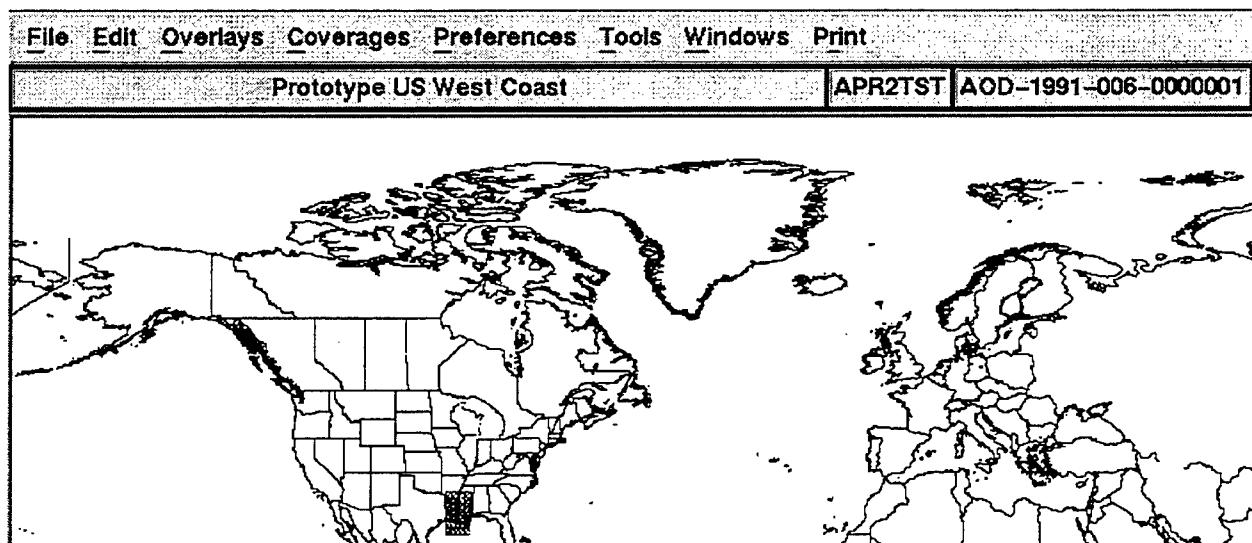 File Edit Overlays Coverages Preferences Tools Windows Print
Prototype US West Coast APR2TST AOD-1991-006-0000001